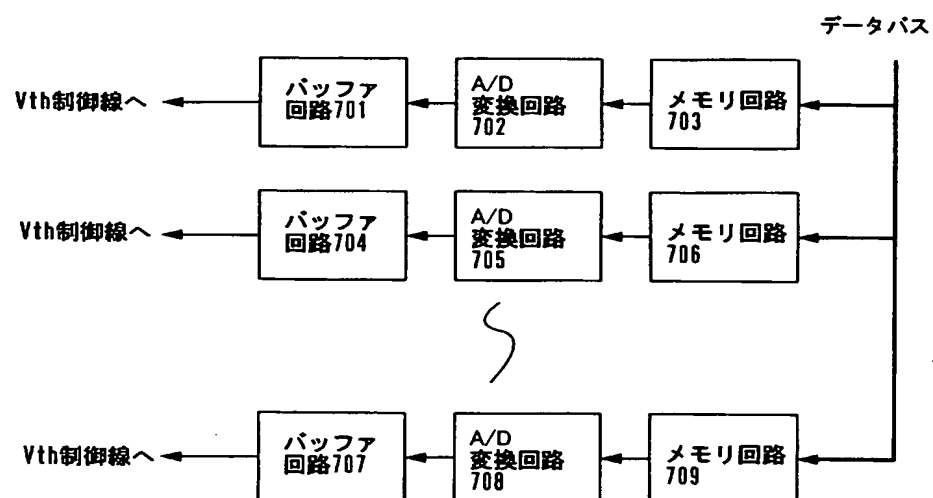 データバス
Vth制御線へ
バッファ
回路701
A/D
変換回路
702
メモリ回路
703
Vth制御線へ
バッファ
回路704
A/D
変換回路
705
メモリ回路
706
Vth制御線へ
バッファ
回路707
A/D
変換回路
708
メモリ回路
709